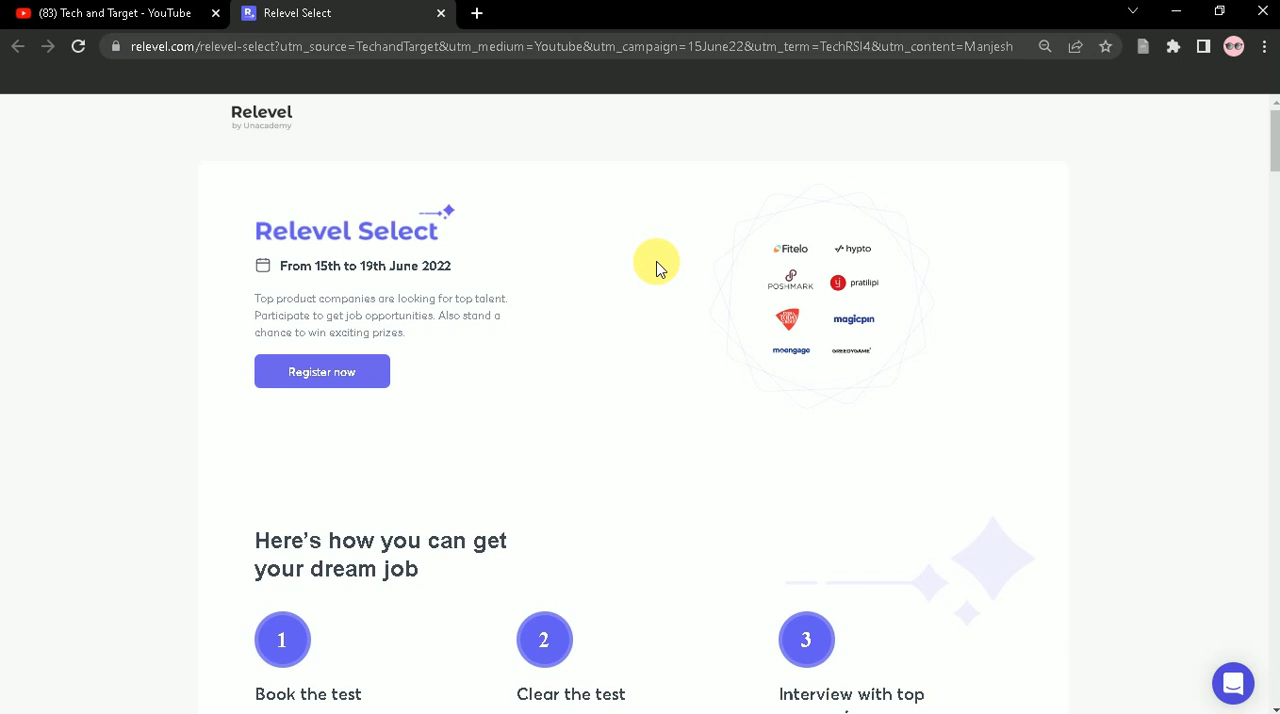 (83) Tech and Target - YouTube
Relevel Select
relevel.com/relevel-select?utm_source=TechandTarget&utm_medium=Youtube&utm_campaign=15June22&utm_term=TechRSI4&utm_content=Manjesh
Relevel
by Unacademy
Relevel Select
From 15th to 19th June 2022
Top product companies are looking for top talent.
Participate to get job opportunities. Also stand a
chance to win exciting prizes.
Register now
Fitelo
hypto
POSHMARK
pratilipi
magicpin
moengage
GREEDYGAME
Here's how you can get
your dream job
1
2
3
Book the test
Clear the test
Interview with top